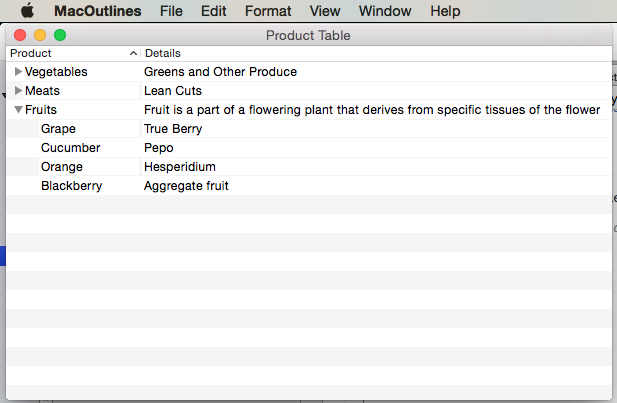 MacOutlines File Edit Format View Window Help
Product Table
Product Details
Vegetables Greens and Other Produce
Meats Lean Cuts
Fruits Fruit is a part of a flowering plant that derives from specific tissues of the flower
Grape True Berry
Cucumber Pepo
Orange Hesperidium
Blackberry Aggregate fruit